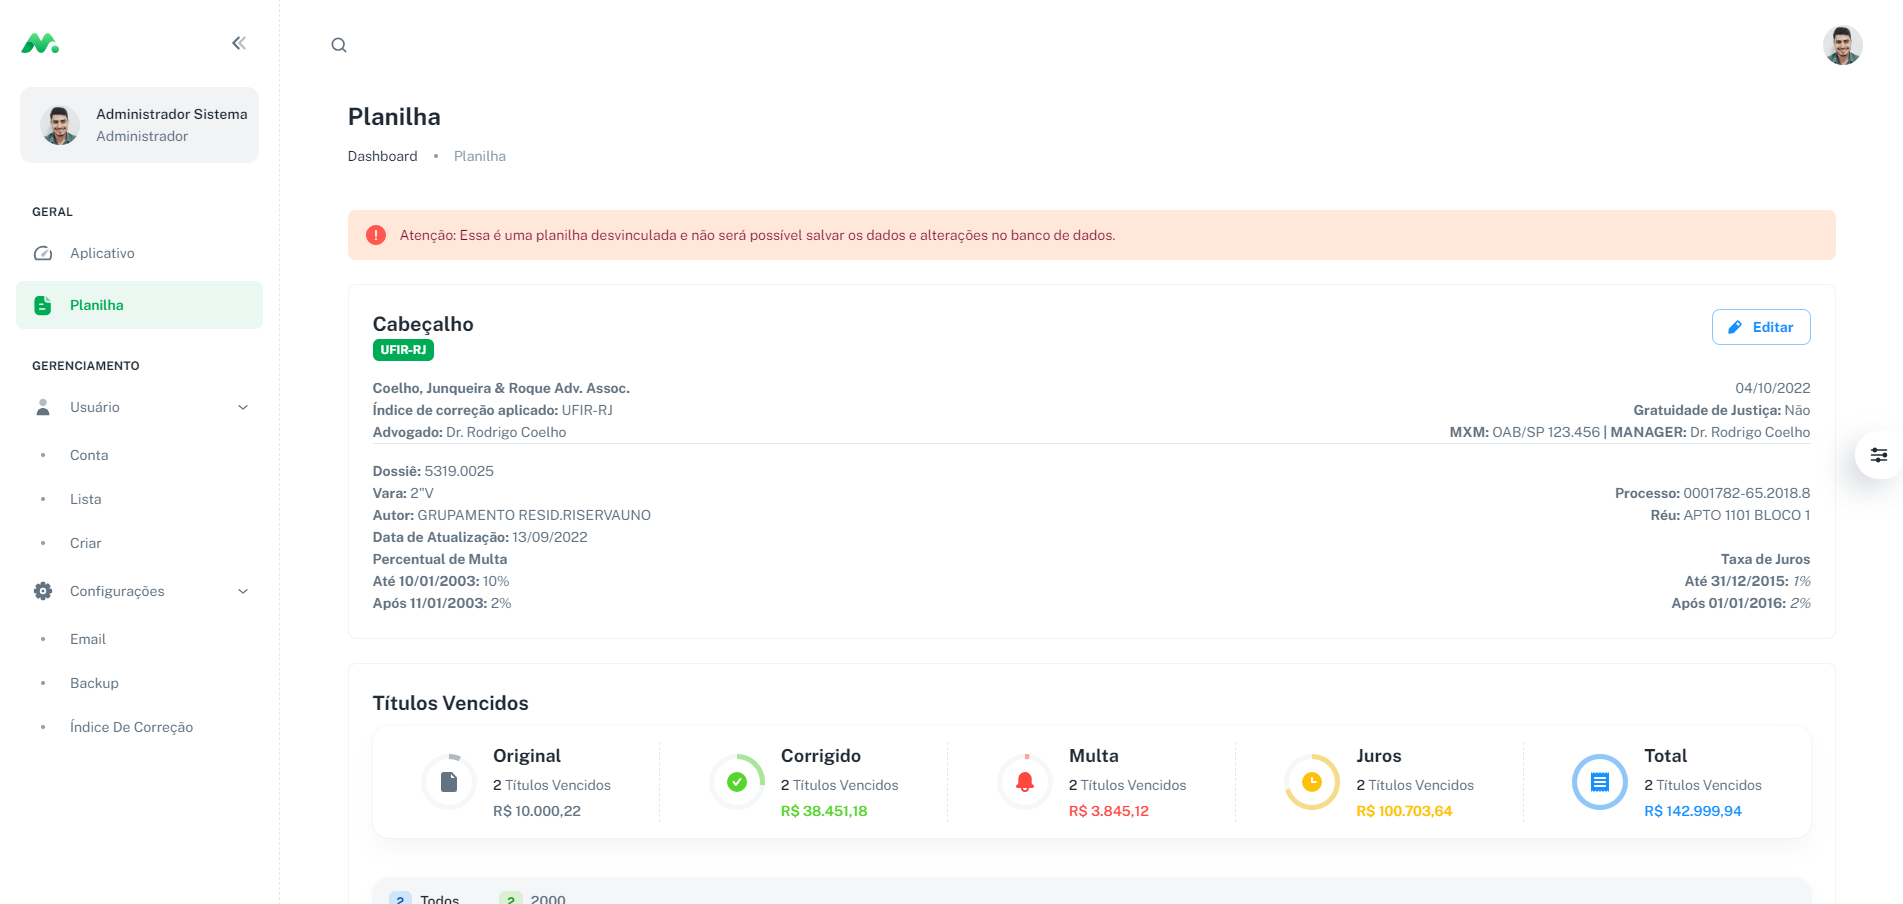 Administrador Sistema
Administrador
GERAL
Aplicativo
Planilha
GERENCIAMENTO
Usuário
Conta
Lista
Criar
Configurações
Email
Backup
Índice De Correção
Planilha
Dashboard • Planilha
Atenção: Essa é uma planilha desvinculada e não será possível salvar os dados e alterações no banco de dados.
Cabeçalho
Editar
UFIR-RJ
Coelho, Junqueira & Roque Adv. Assoc. 04/10/2022
Índice de correção aplicado: UFIR-RJ Gratuidade de Justiça: Não
Advogado: Dr. Rodrigo Coelho MXM: OAB/SP 123.456 | MANAGER: Dr. Rodrigo Coelho
Dossiê: 5319.0025
Vara: 2"V Processo: 0001782-65.2018.8
Autor: GRUPAMENTO RESID.RISERVAUNO Réu: APTO 1101 BLOCO 1
Data de Atualização: 13/09/2022
Percentual de Multa Taxa de Juros
Até 10/01/2003: 10% Até 31/12/2015: 1%
Após 11/01/2003: 2% Após 01/01/2016: 2%
Títulos Vencidos
Original
2 Títulos Vencidos
R$ 10.000,22
Corrigido
2 Títulos Vencidos
R$ 38.451,18
Multa
2 Títulos Vencidos
R$ 3.845,12
Juros
2 Títulos Vencidos
R$ 100.703,64
Total
2 Títulos Vencidos
R$ 142.999,94
2 Todos 2 2000